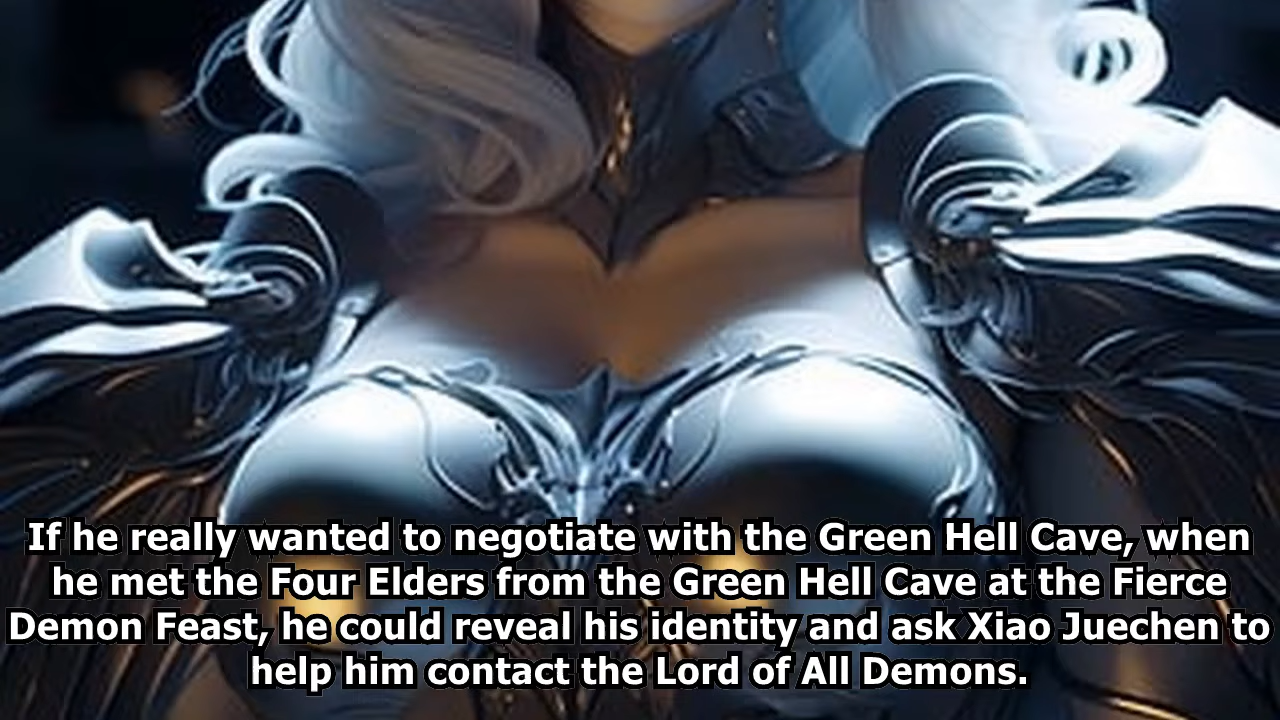 If he really wanted to negotiate with the Green Hell Cave, when
he met the Four Elders from the Green Hell Cave at the Fierce
Demon Feast, he could reveal his identity and ask Xiao Juechen to
help him contact the Lord of All Demons.